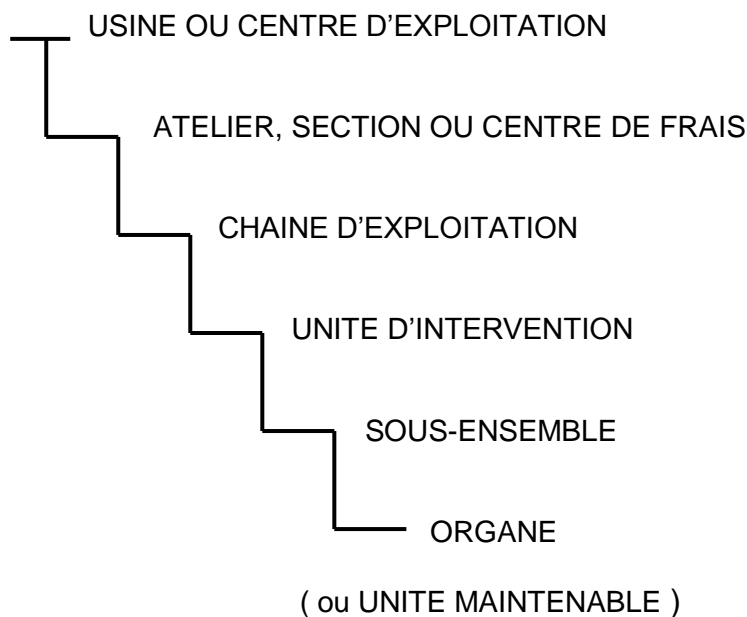 USINE OU CENTRE D'EXPLOITATION
ATELIER, SECTION OU CENTRE DE FRAIS
CHAINE D'EXPLOITATION
UNITE D'INTERVENTION
SOUS-ENSEMBLE
ORGANE
( ou UNITE MAINTENABLE )